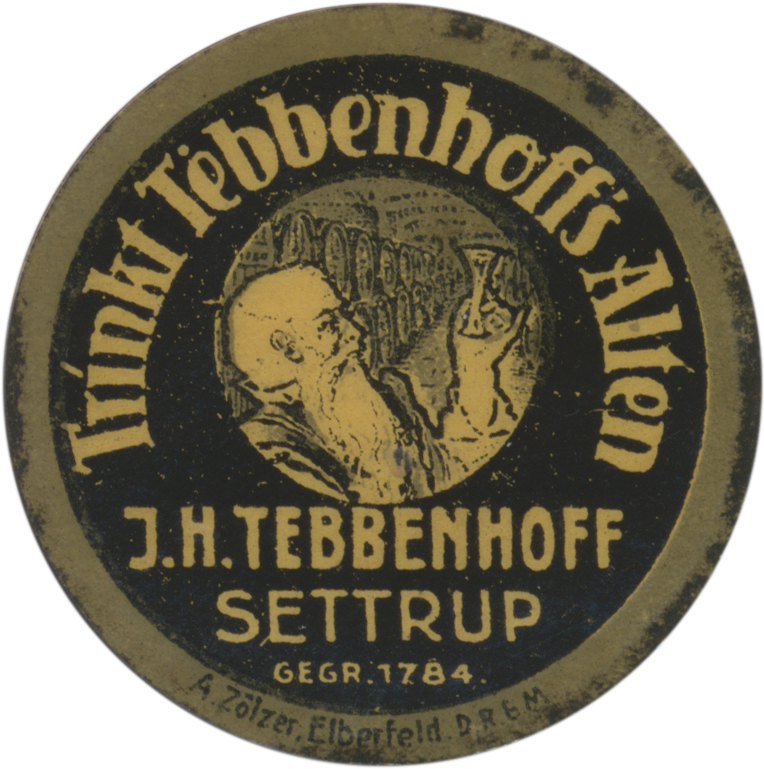 Trinkt Tebbenhoff's Alten
J.H.TEBBENHOFF
SETTRUP
GEGR.1784.
A. Zölzer, Elberfeld. D.R.G.M